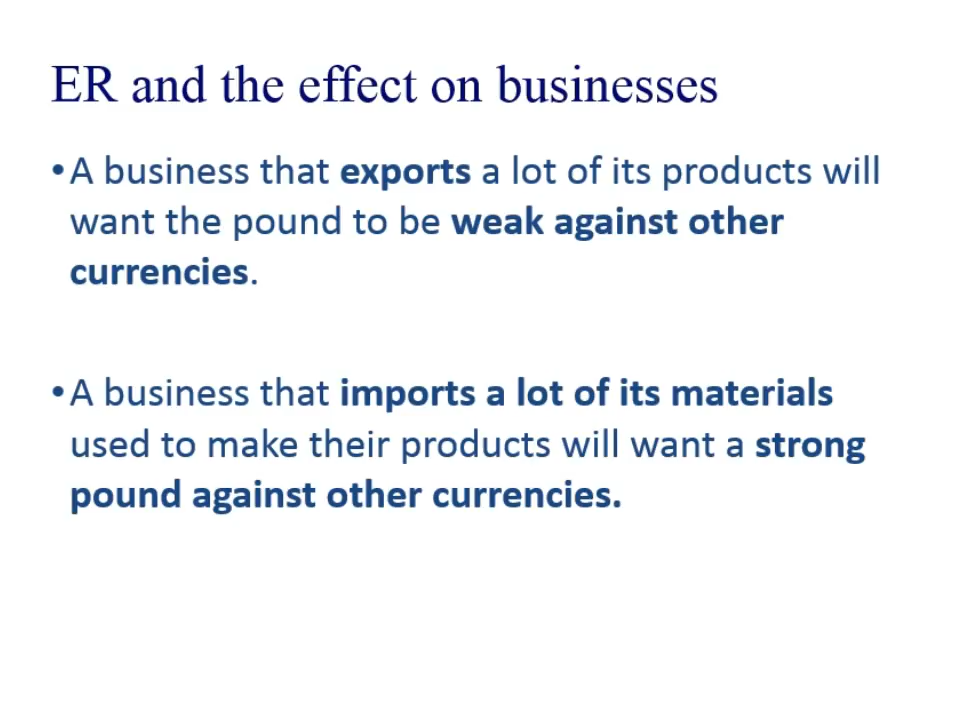 ER and the effect on businesses
•A business that exports a lot of its products will
want the pound to be weak against other
currencies.
•A business that imports a lot of its materials
used to make their products will want a strong
pound against other currencies.